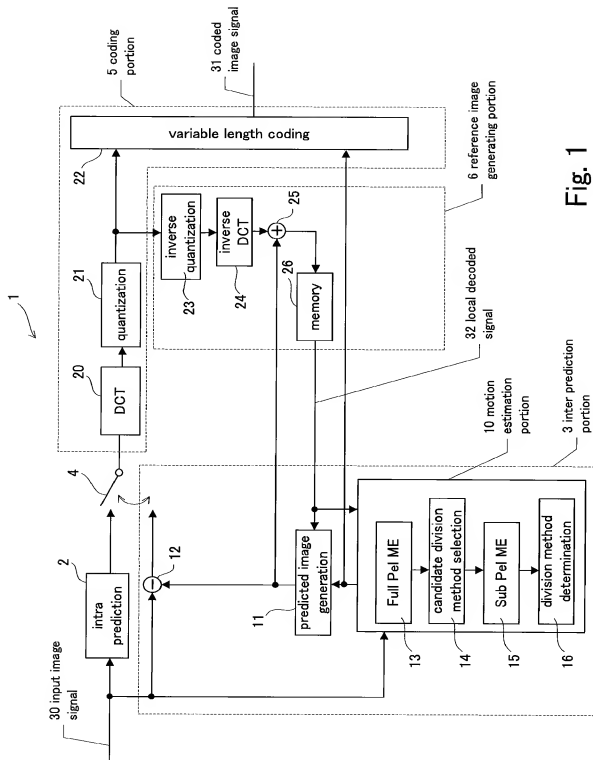 1
30 input image
signal
2
intra
prediction
4
20
DCT
21
quantization
22
variable length coding
5 coding
portion
31 coded
image signal
12
−
11
predicted image
generation
23
inverse
quantization
24
inverse
DCT
25
+
26
memory
6 reference image
generating portion
32 local decoded
signal
10 motion
estimation
portion
3 inter prediction
portion
13
Full Pel ME
14
candidate division
method selection
15
Sub Pel ME
16
division method
determination
Fig. 1